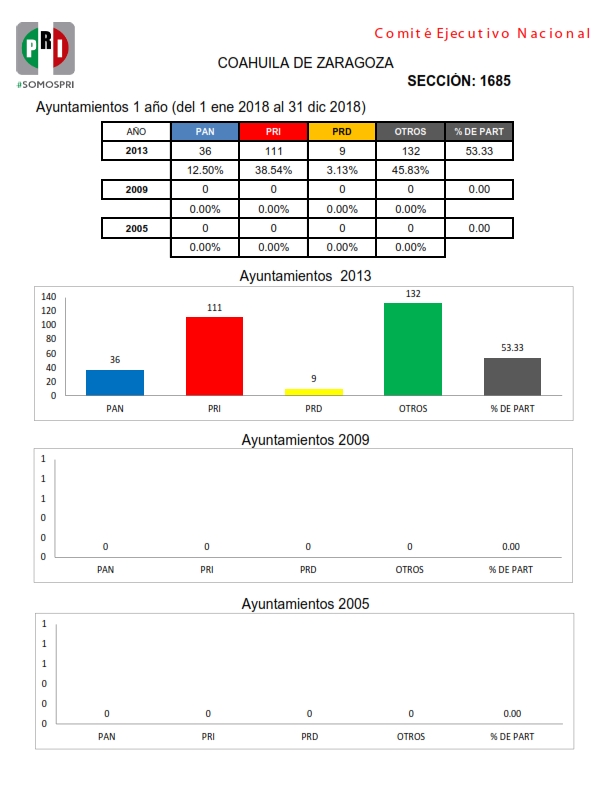 PRI
#SOMOSPRI
Comité Ejecutivo Nacional
COAHUILA DE ZARAGOZA
SECCIÓN: 1685
Ayuntamientos 1 año (del 1 ene 2018 al 31 dic 2018)
AÑO PAN PRI PRD OTROS % DE PART
2013 36 111 9 132 53.33
12.50% 38.54% 3.13% 45.83%
2009 0 0 0 0 0.00
0.00% 0.00% 0.00% 0.00%
2005 0 0 0 0 0.00
0.00% 0.00% 0.00% 0.00%
Ayuntamientos 2013
140
120
100
80
60
40
20
0
36 111 9 132 53.33
PAN PRI PRD OTROS % DE PART
Ayuntamientos 2009
1
1
1
0
0
0
0 0 0 0 0.00
PAN PRI PRD OTROS % DE PART
Ayuntamientos 2005
1
1
1
0
0
0
0 0 0 0 0.00
PAN PRI PRD OTROS % DE PART